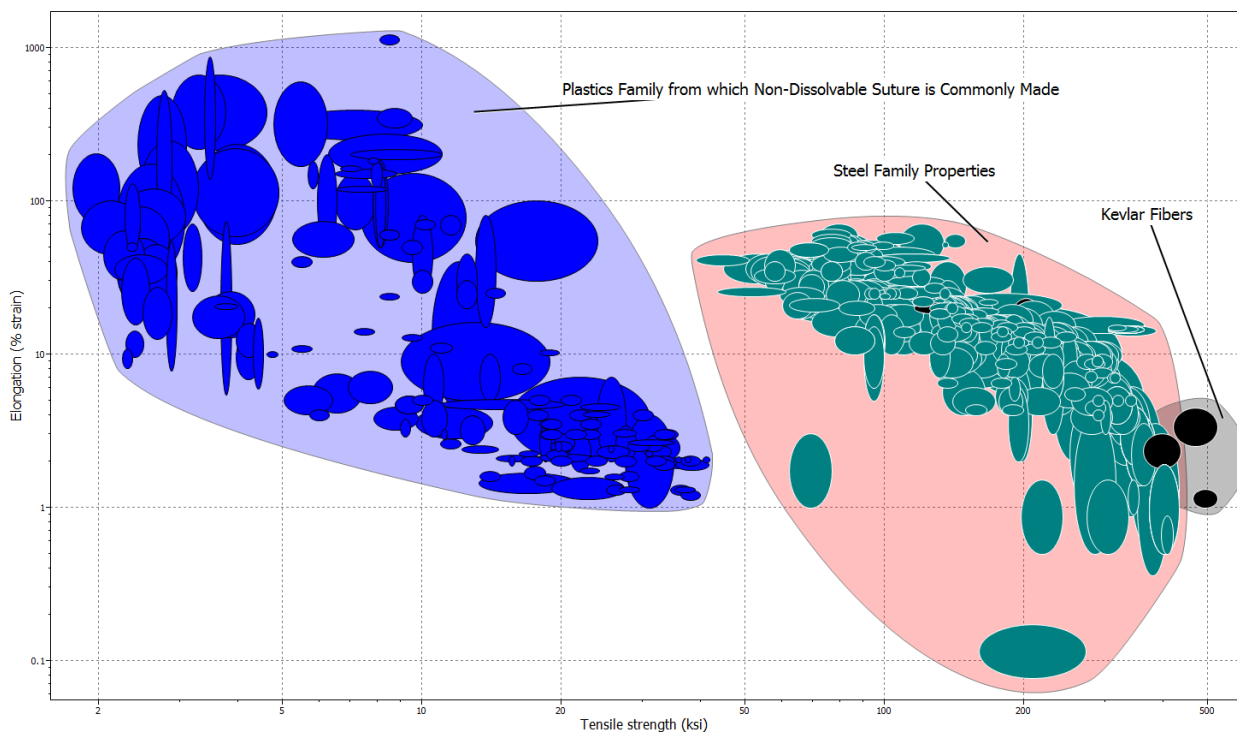 1000
Plastics Family from which Non-Dissolvable Suture is Commonly Made
Steel Family Properties
100
Kevlar Fibers
Elongation (% strain)
10
1
0.1
2 5 10 20 50 100 200 500
Tensile strength (ksi)